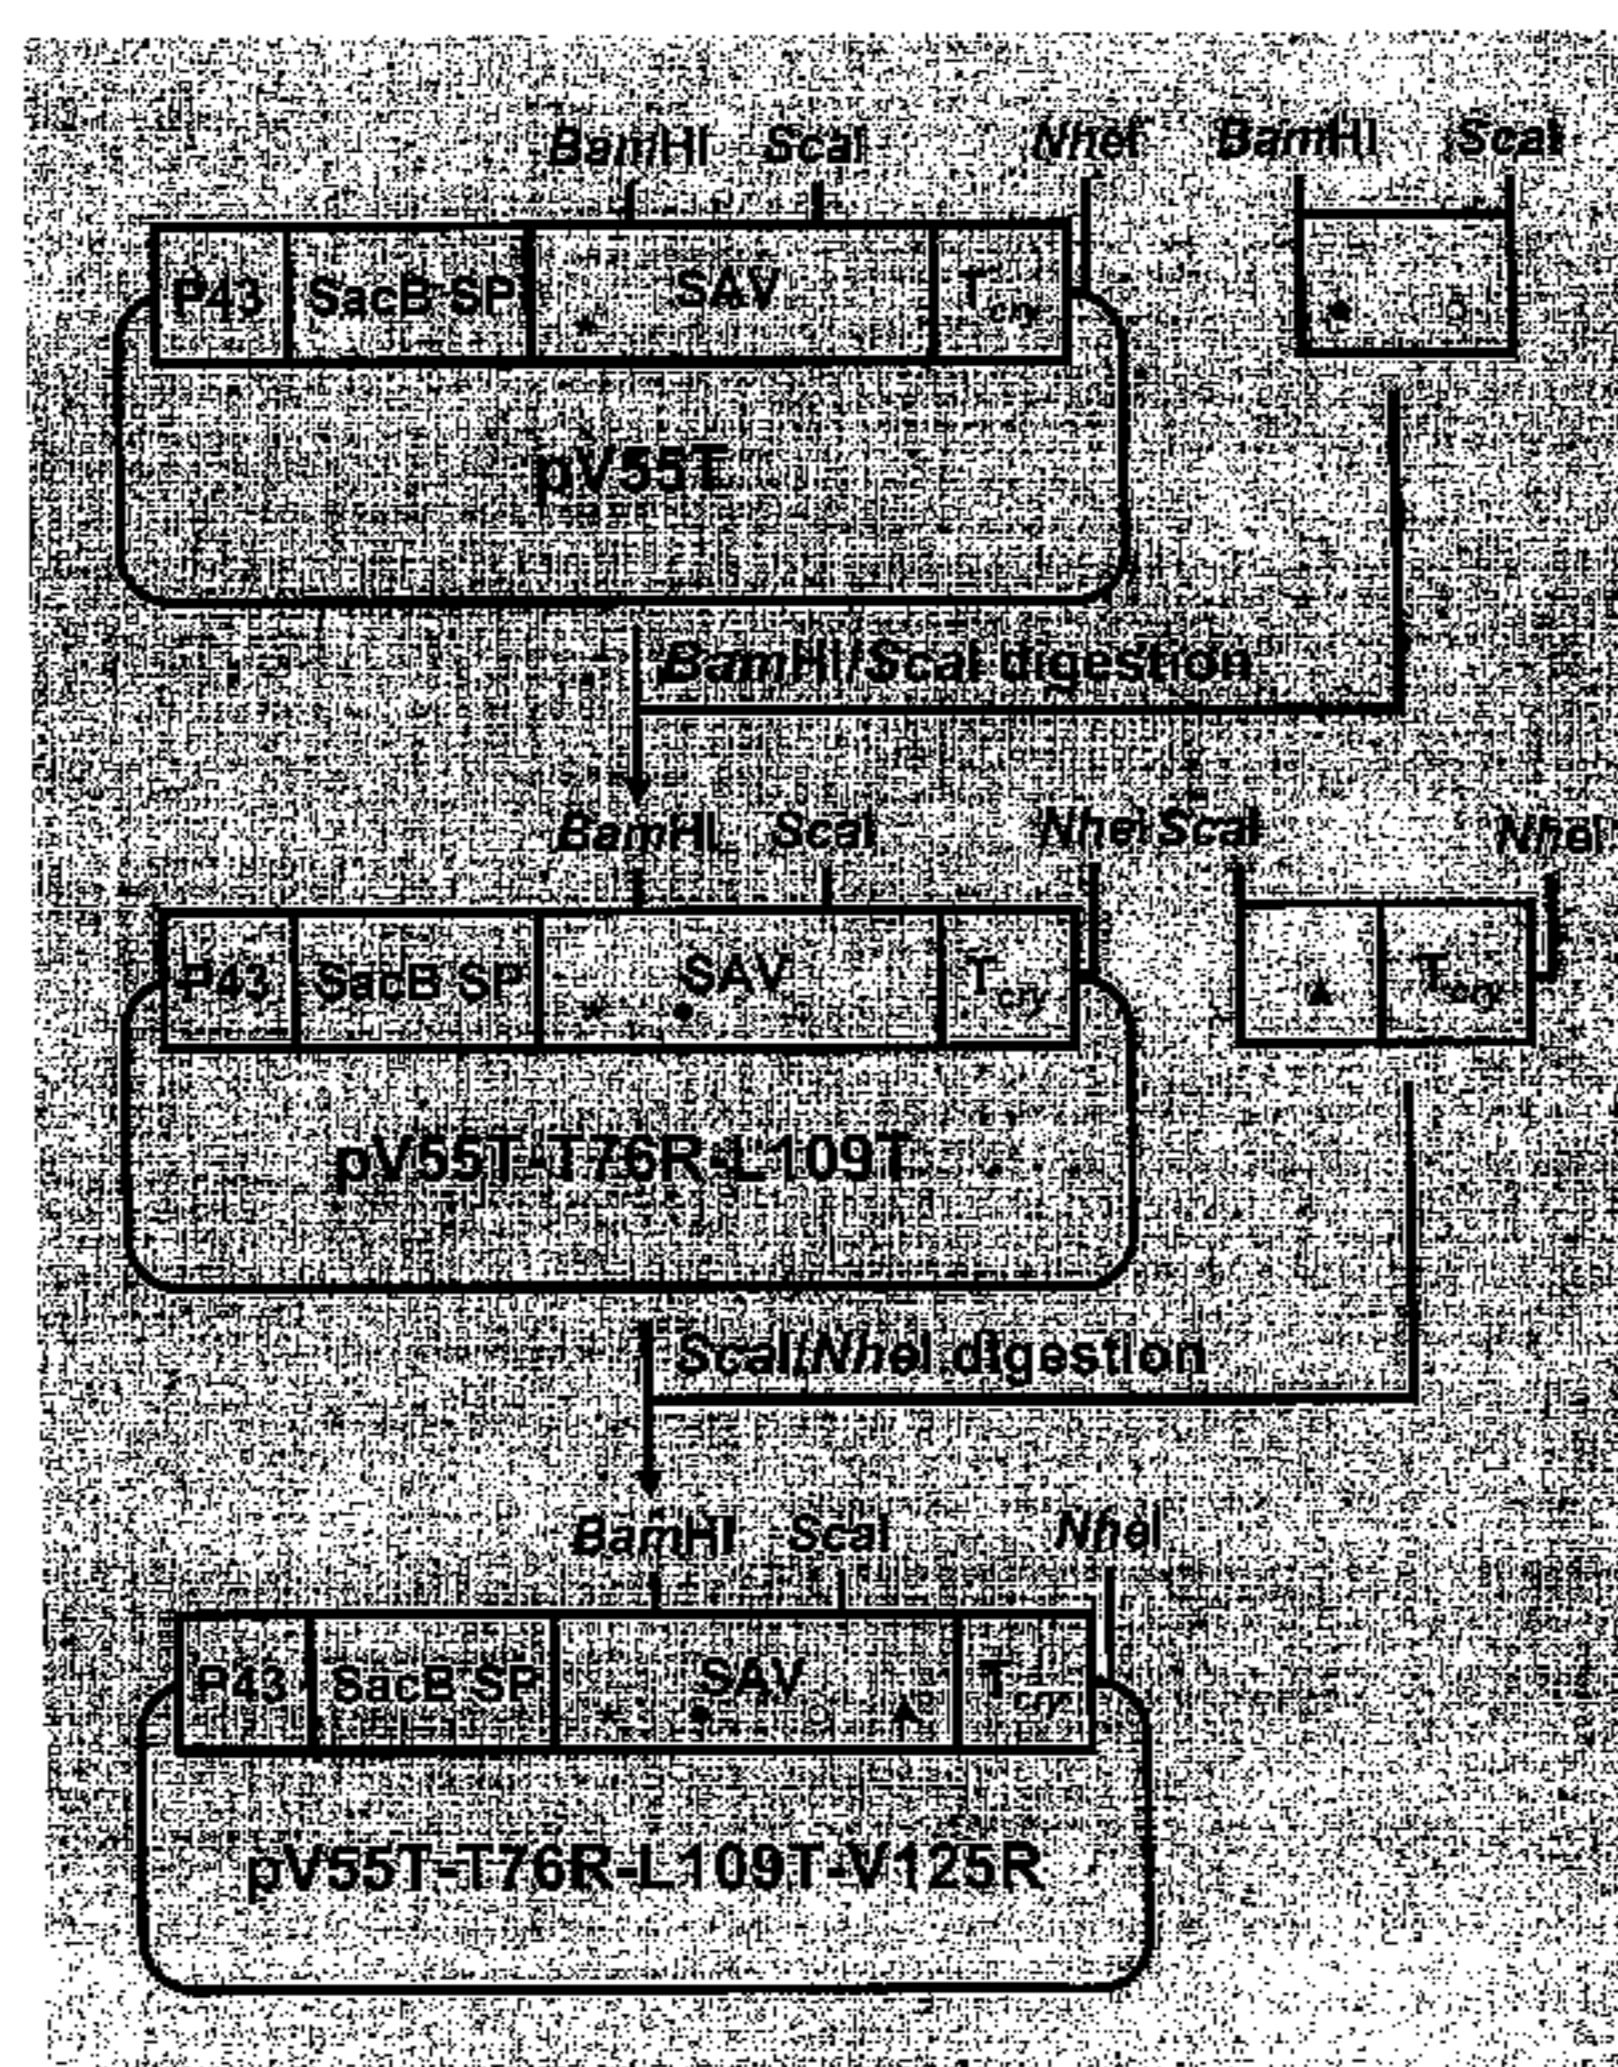 BamHI ScaI NheI BamHI ScaI
P43 SacB SP SAV Tcry
pV55T
BamHI/ScaI digestion
BamHI ScaI NheI ScaI NheI
P43 SacB SP SAV Tcry Tcry
pV55T-T76R-L109T
ScaI/NheI digestion
BamHI ScaI NheI
P43 SacB SP SAV Tcry
pV55T-T76R-L109T-V125R